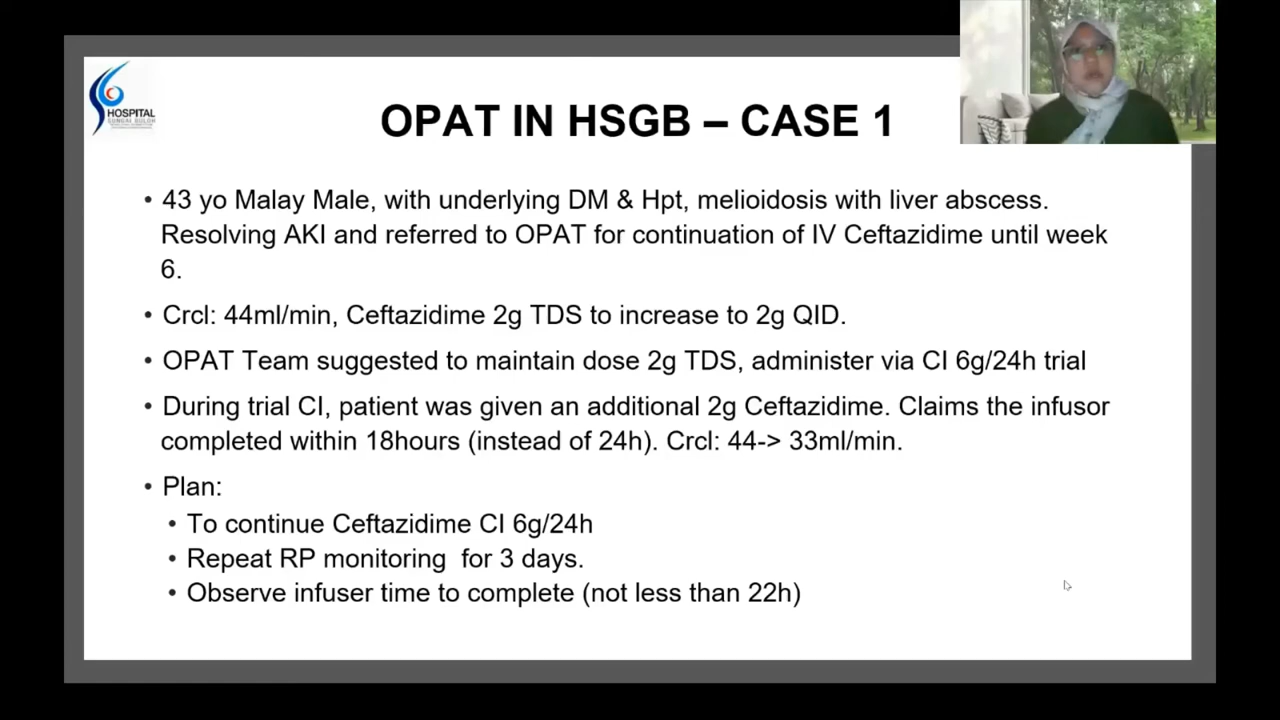 HOSPITAL
SUNGAI BULOH
OPAT IN HSGB – CASE 1
• 43 yo Malay Male, with underlying DM & Hpt, melioidosis with liver abscess.
Resolving AKI and referred to OPAT for continuation of IV Ceftazidime until week
6.
• Crcl: 44ml/min, Ceftazidime 2g TDS to increase to 2g QID.
• OPAT Team suggested to maintain dose 2g TDS, administer via CI 6g/24h trial
• During trial CI, patient was given an additional 2g Ceftazidime. Claims the infusor
completed within 18hours (instead of 24h). Crcl: 44-> 33ml/min.
• Plan:
• To continue Ceftazidime CI 6g/24h
• Repeat RP monitoring  for 3 days.
• Observe infuser time to complete (not less than 22h)